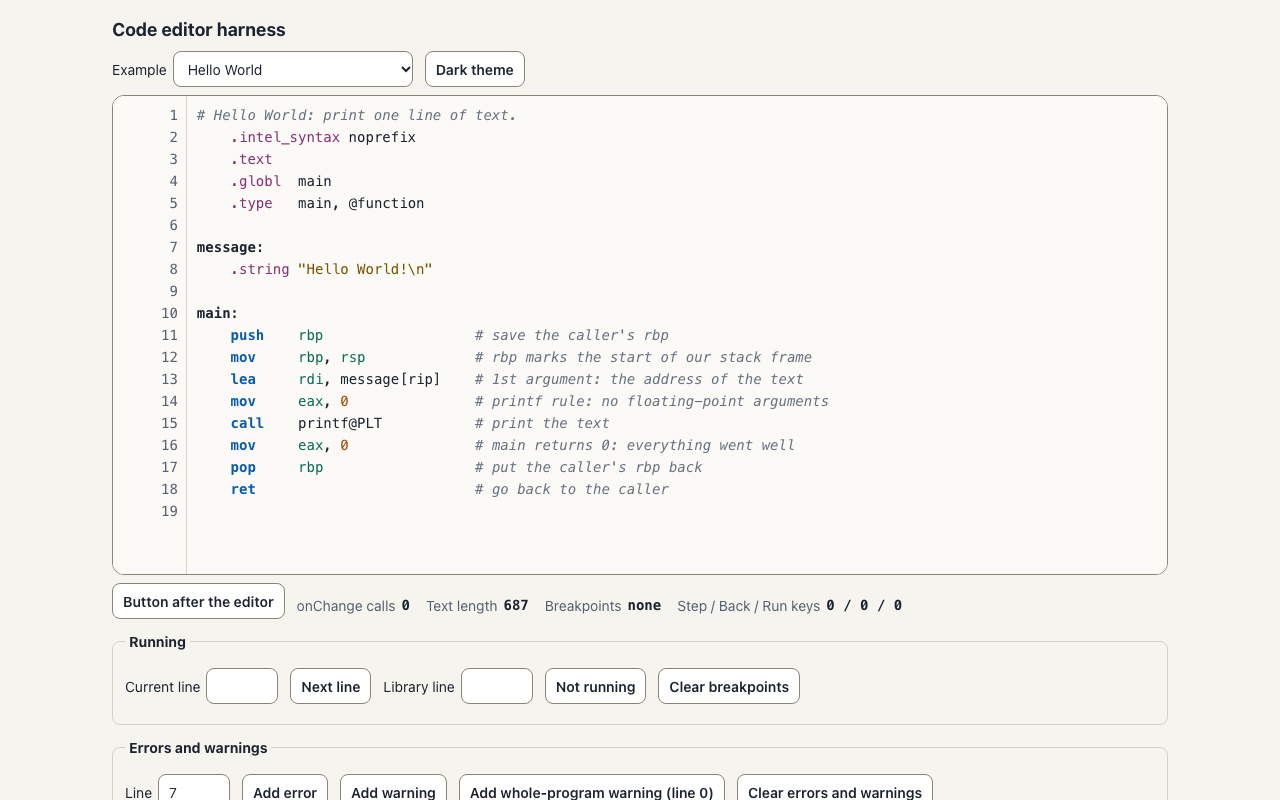 Code editor harness
Example Hello World Dark theme
1 # Hello World: print one line of text.
2     .intel_syntax noprefix
3     .text
4     .globl  main
5     .type   main, @function
6
7 message:
8     .string "Hello World!\n"
9
10 main:
11     push    rbp                  # save the caller's rbp
12     mov     rbp, rsp             # rbp marks the start of our stack frame
13     lea     rdi, message[rip]    # 1st argument: the address of the text
14     mov     eax, 0               # printf rule: no floating-point arguments
15     call    printf@PLT           # print the text
16     mov     eax, 0               # main returns 0: everything went well
17     pop     rbp                  # put the caller's rbp back
18     ret                          # go back to the caller
19
Button after the editor onChange calls 0 Text length 687 Breakpoints none Step / Back / Run keys 0 / 0 / 0
Running
Current line Next line Library line Not running Clear breakpoints
Errors and warnings
Line 7 Add error Add warning Add whole-program warning (line 0) Clear errors and warnings